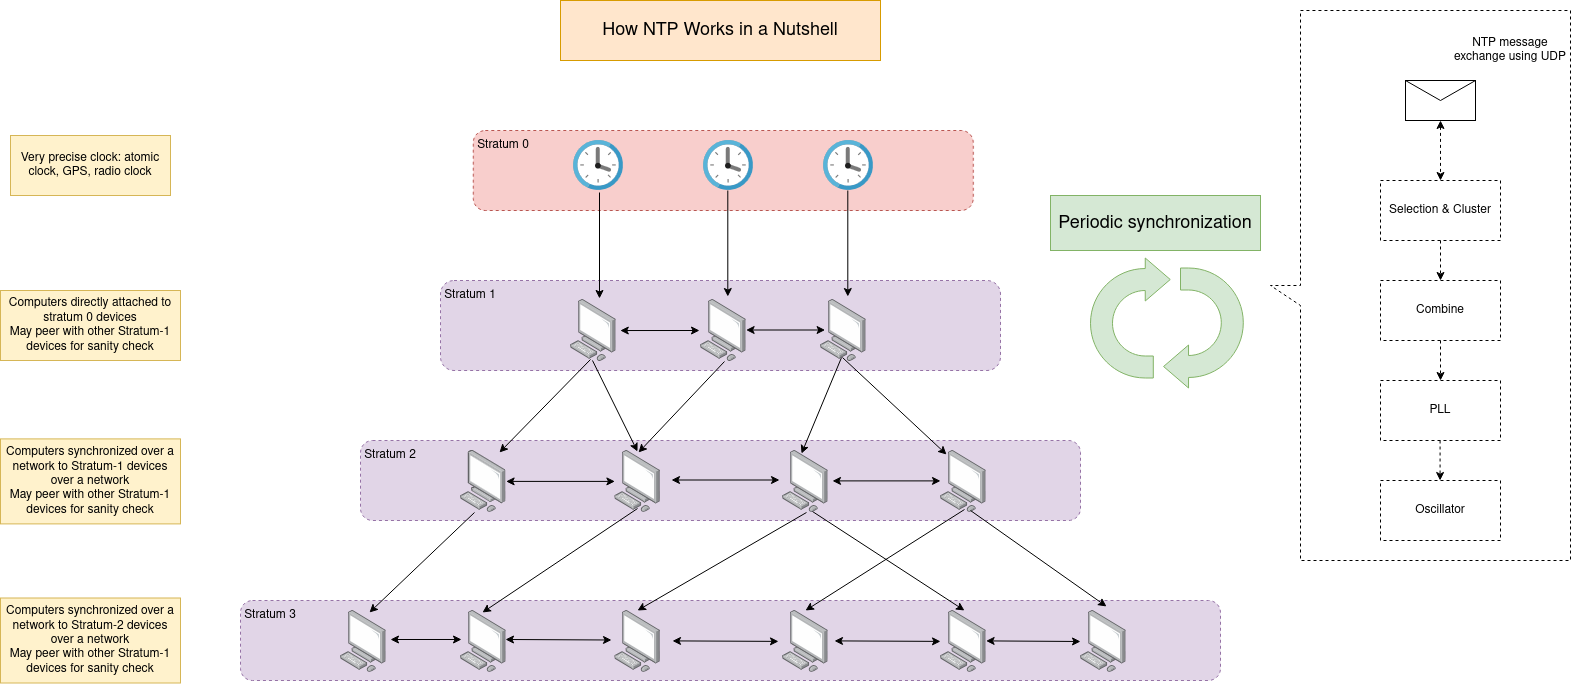 How NTP Works in a Nutshell
NTP message
exchange using UDP
Very precise clock: atomic
clock, GPS, radio clock
Stratum 0
Periodic synchronization
Selection & Cluster
Computers directly attached to
stratum 0 devices
May peer with other Stratum-1
devices for sanity check
Stratum 1
Combine
PLL
Computers synchronized over a
network to Stratum-1 devices
over a network
May peer with other Stratum-1
devices for sanity check
Stratum 2
Oscillator
Computers synchronized over a
network to Stratum-2 devices
over a network
May peer with other Stratum-1
devices for sanity check
Stratum 3